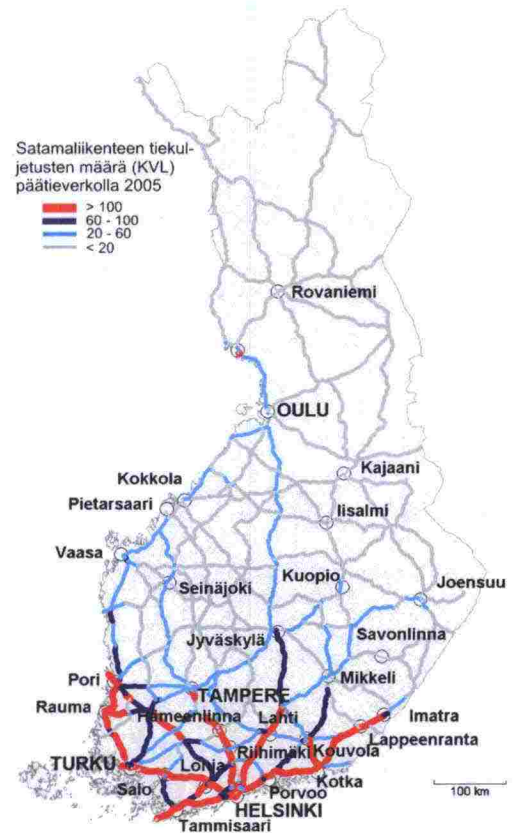 Satamaliikenteen tiekul-
jetusten määrä (KVL)
päätieverkolla 2005
> 100
60 - 100
20 - 60
< 20
Rovaniemi
OULU
Kajaani
Kokkola
Pietarsaari
Iisalmi
Vaasa
Kuopio
Joensuu
Seinäjoki
Savonlinna
Jyväskylä
Mikkeli
Pori
TAMPERE
Rauma
Hämeenlinna
Lahti
Imatra
Lappeenranta
Riihimäki
Kouvola
TURKU
Lohja
Kotka
Salo
Porvoo
HELSINKI
Tammisaari
100 km